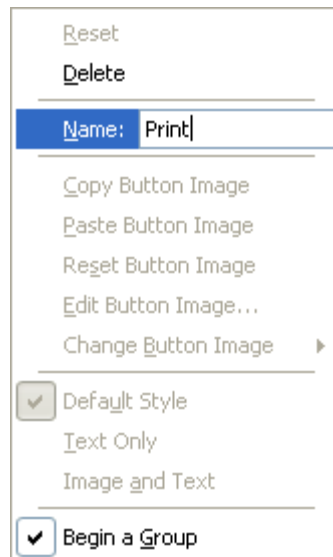 Reset
Delete
Name: Print
Copy Button Image
Paste Button Image
Reset Button Image
Edit Button Image...
Change Button Image
Default Style
Text Only
Image and Text
Begin a Group